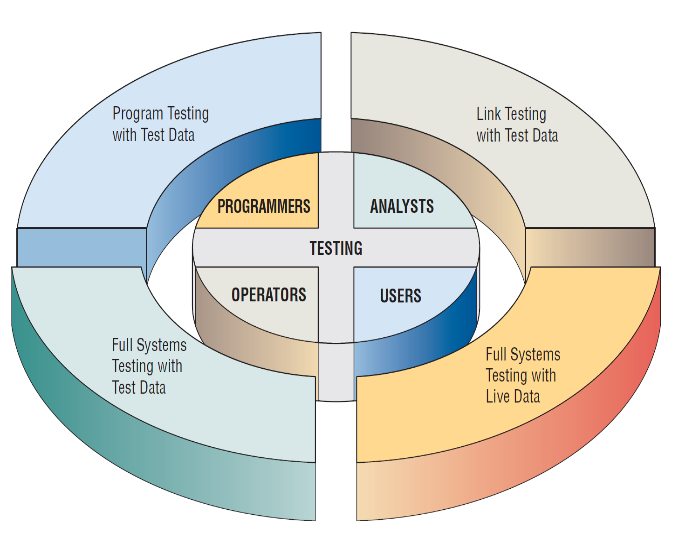 Program Testing
with Test Data
Link Testing
with Test Data
PROGRAMMERS
ANALYSTS
TESTING
OPERATORS
USERS
Full Systems
Testing with
Test Data
Full Systems
Testing with
Live Data